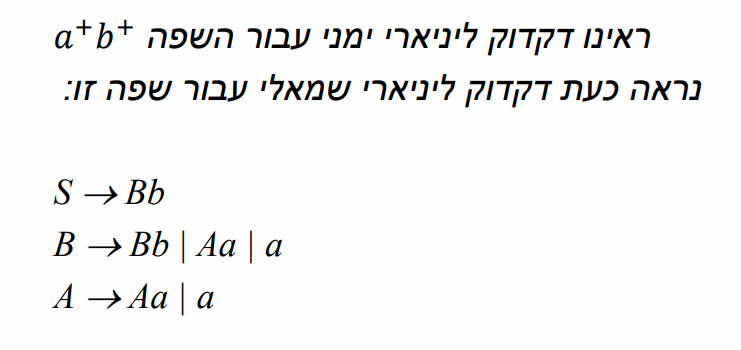 ראינו דקדוק ליניארי ימני עבור השפה a⁺b⁺
נראה כעת דקדוק ליניארי שמאלי עבור שפה זו:
S → Bb
B → Bb | Aa | a
A → Aa | a